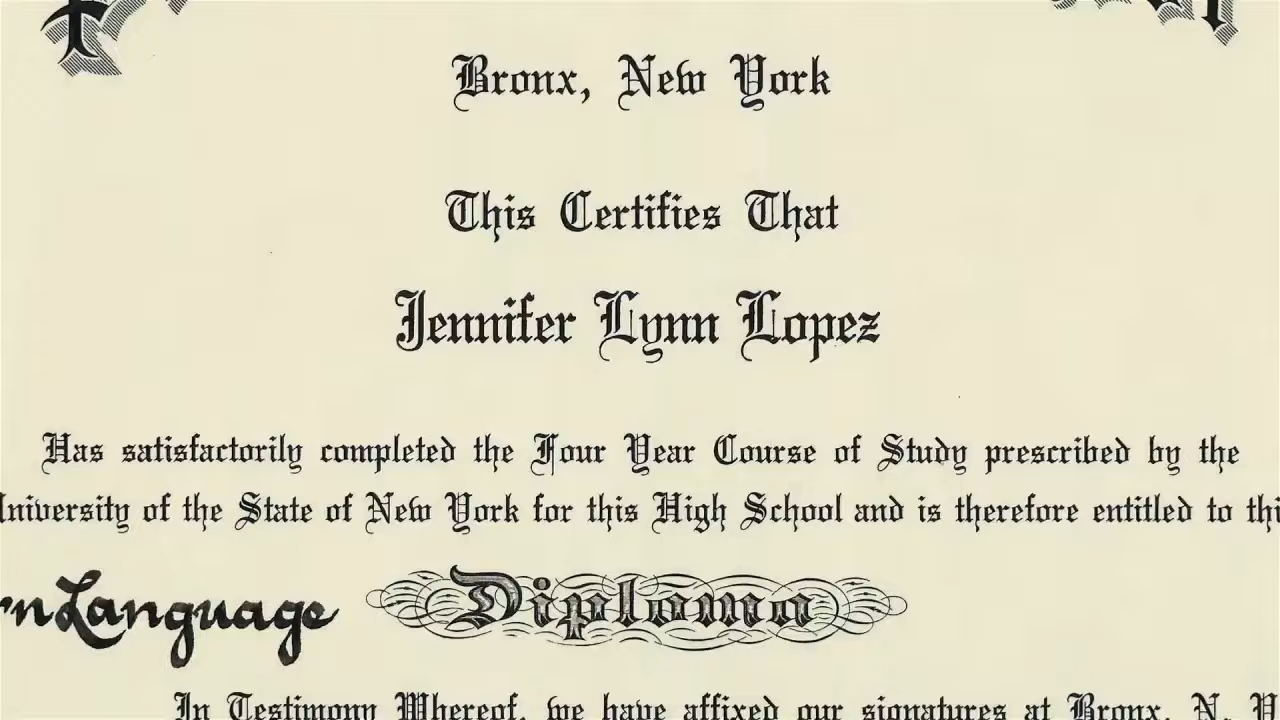 Bronx, New York
This Certifies That
Jennifer Lynn Lopez
Has satisfactorily completed the Four Year Course of Study prescribed by the
University of the State of New York for this High School and is therefore entitled to this
Language Diploma
In Testimony Whereof, we have affixed our signatures at Bronx, N. Y